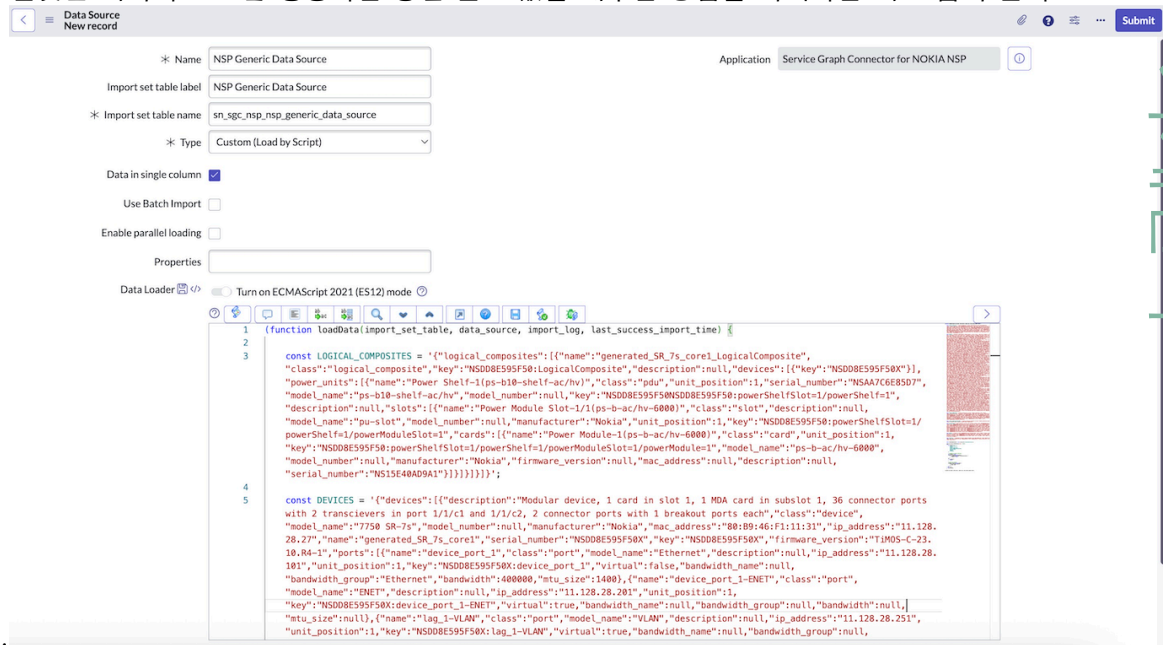 Data Source
New record
Submit
Name
NSP Generic Data Source
Application
Service Graph Connector for NOKIA NSP
Import set table label
NSP Generic Data Source
Import set table name
sn_sgc_nsp_nsp_generic_data_source
Type
Custom (Load by Script)
Data in single column
Use Batch Import
Enable parallel loading
Properties
Data Loader
Turn on ECMAScript 2021 (ES12) mode
1 (function loadData(import_set_table, data_source, import_log, last_success_import_time) {
2
3 const LOGICAL_COMPOSITES = '{"logical_composites":[{"name":"generated_SR_7s_core1_LogicalComposite",
"class":"logical_composite","key":"NSDD8E595F50:LogicalComposite","description":null,"devices":[{"key":"NSDD8E595F50X"}],
"power_units":[{"name":"Power Shelf-1(ps-b10-shelf-ac/hv)","class":"pdu","unit_position":1,"serial_number":"NSAA7C6E85D7",
"model_name":"ps-b10-shelf-ac/hv","model_number":null,"key":"NSDD8E595F50NSDD8E595F50:powerShelfSlot=1/powerShelf=1",
"description":null,"slots":[{"name":"Power Module Slot-1/1(ps-b-ac/hv-6000)","class":"slot","description":null,
"model_name":"pu-slot","model_number":null,"manufacturer":"Nokia","unit_position":1,"key":"NSDD8E595F50:powerShelfSlot=1/
powerShelf=1/powerModuleSlot=1","cards":[{"name":"Power Module-1(ps-b-ac/hv-6000)","class":"card","unit_position":1,
"key":"NSDD8E595F50:powerShelfSlot=1/powerShelf=1/powerModuleSlot=1/powerModule=1","model_name":"ps-b-ac/hv-6000",
"model_number":null,"manufacturer":"Nokia","firmware_version":null,"mac_address":null,"description":null,
"serial_number":"NS15E40AD9A1"}]}]}]}]}';
4
5 const DEVICES = '{"devices":[{"description":"Modular device, 1 card in slot 1, 1 MDA card in subslot 1, 36 connector ports
with 2 transcievers in port 1/1/c1 and 1/1/c2, 2 connector ports with 1 breakout ports each","class":"device",
"model_name":"7750 SR-7s","model_number":null,"manufacturer":"Nokia","mac_address":"80:B9:46:F1:11:31","ip_address":"11.128.
28.27","name":"generated_SR_7s_core1","serial_number":"NSDD8E595F50X","key":"NSDD8E595F50X","firmware_version":"TiMOS-C-23.
10.R4-1","ports":[{"name":"device_port_1","class":"port","model_name":"Ethernet","description":null,"ip_address":"11.128.28.
101","unit_position":1,"key":"NSDD8E595F50X:device_port_1","virtual":false,"bandwidth_name":null,
"bandwidth_group":"Ethernet","bandwidth":400000,"mtu_size":1400},{"name":"device_port_1-ENET","class":"port",
"model_name":"ENET","description":null,"ip_address":"11.128.28.201","unit_position":1,
"key":"NSDD8E595F50X:device_port_1-ENET","virtual":true,"bandwidth_name":null,"bandwidth_group":null,"bandwidth":null,
"mtu_size":null},{"name":"lag_1-VLAN","class":"port","model_name":"VLAN","description":null,"ip_address":"11.128.28.251",
"unit_position":1,"key":"NSDD8E595F50X:lag_1-VLAN","virtual":true,"bandwidth_name":null,"bandwidth_group":null,